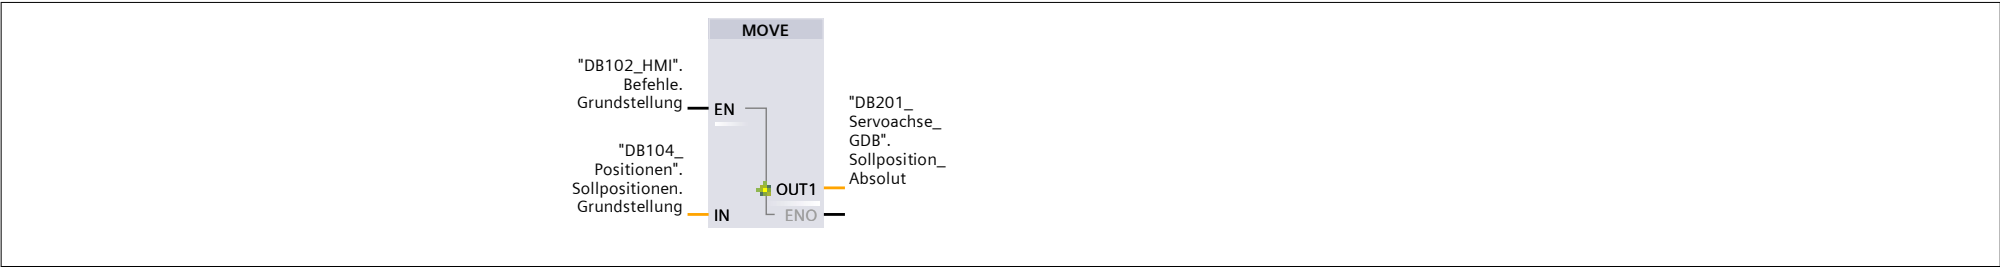 MOVE
"DB102_HMI".
Befehle.
Grundstellung
EN
"DB104_
Positionen".
Sollpositionen.
Grundstellung
IN
"DB201_
Servoachse_
GDB".
Sollposition_
Absolut
OUT1
ENO